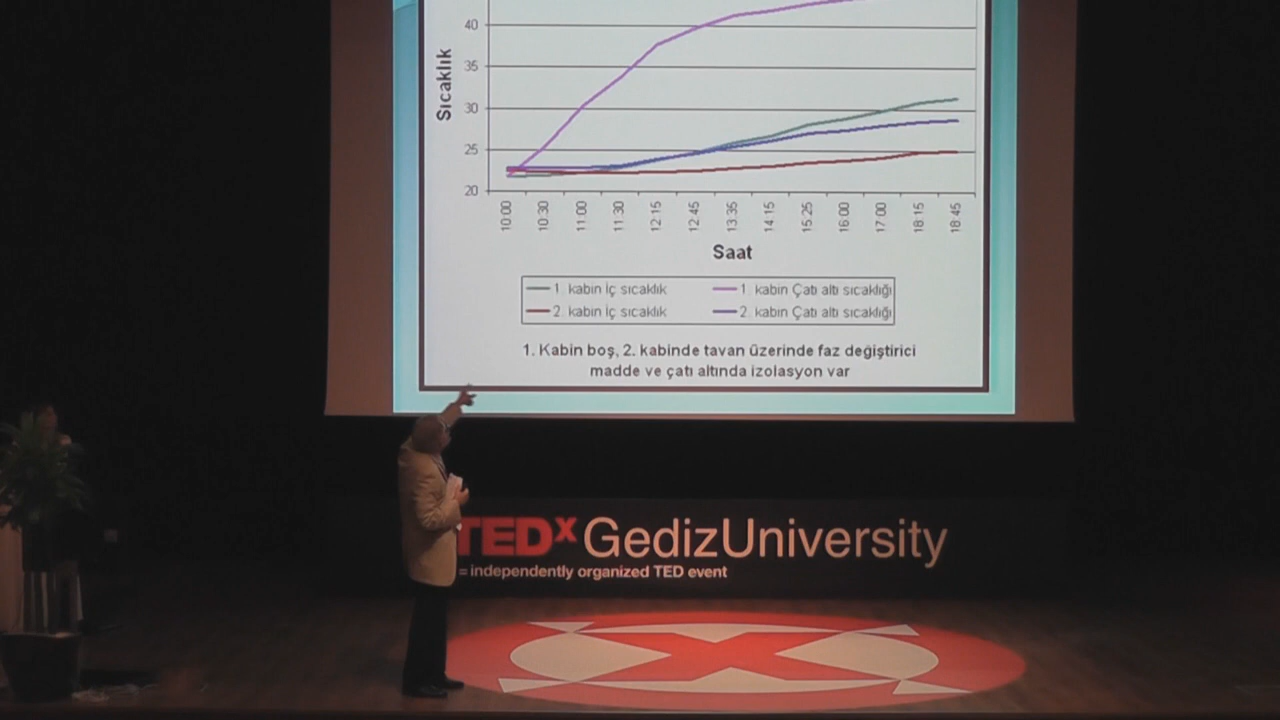 40
35
30
25
20
Sıcaklık
10:00 10:30 11:00 11:30 12:15 12:45 13:35 14:15 15:25 16:00 17:00 18:15 18:45
Saat
1. kabin İç sıcaklık 1. kabin Çatı altı sıcaklığı
2. kabin İç sıcaklık 2. kabin Çatı altı sıcaklığı
1. Kabin boş, 2. kabinde tavan üzerinde faz değiştirici
madde ve çatı altında izolasyon var
TEDx GedizUniversity
= independently organized TED event